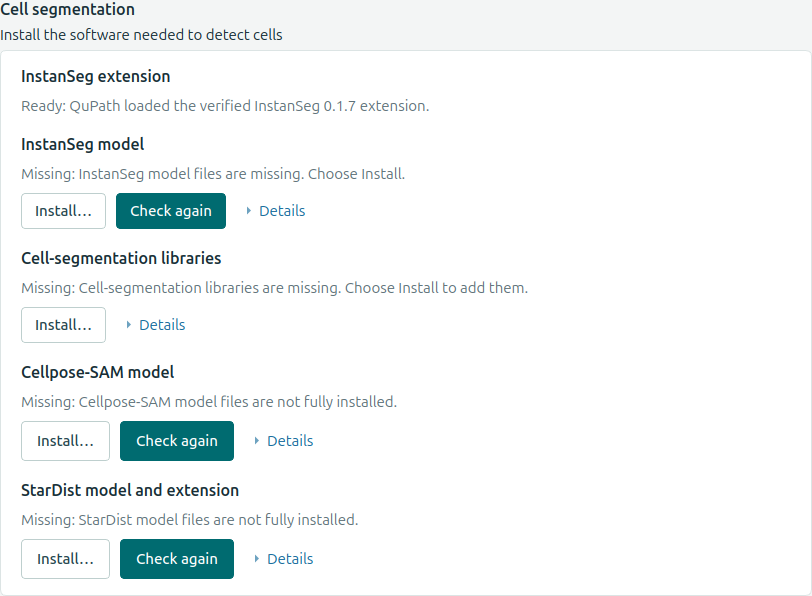 Cell segmentation
Install the software needed to detect cells
InstanSeg extension
Ready: QuPath loaded the verified InstanSeg 0.1.7 extension.
InstanSeg model
Missing: InstanSeg model files are missing. Choose Install.
Install... Check again Details
Cell-segmentation libraries
Missing: Cell-segmentation libraries are missing. Choose Install to add them.
Install... Details
Cellpose-SAM model
Missing: Cellpose-SAM model files are not fully installed.
Install... Check again Details
StarDist model and extension
Missing: StarDist model files are not fully installed.
Install... Check again Details